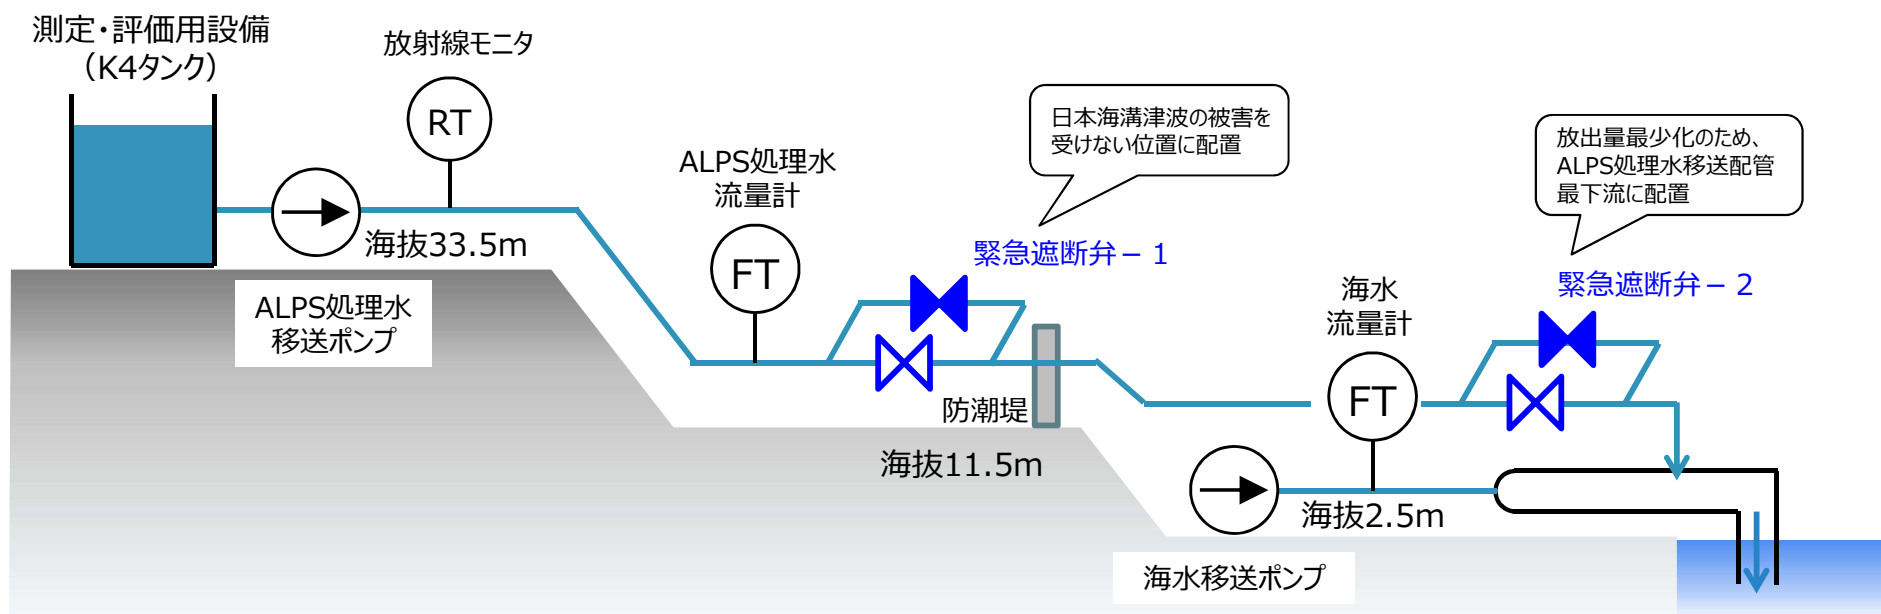 測定・評価用設備
（K4タンク）
放射線モニタ
RT
ALPS処理水
移送ポンプ
海抜33.5m
ALPS処理水
流量計
FT
日本海溝津波の被害を
受けない位置に配置
緊急遮断弁－1
防潮堤
海抜11.5m
海水
流量計
FT
放出量最少化のため、
ALPS処理水移送配管
最下流に配置
緊急遮断弁－2
海抜2.5m
海水移送ポンプ